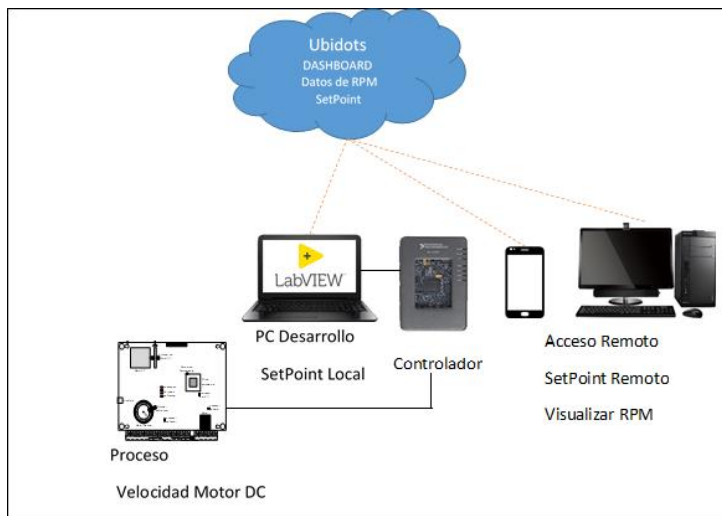 Ubidots
DASHBOARD
Datos de RPM
SetPoint
LabVIEW
PC Desarrollo
SetPoint Local
Controlador
Acceso Remoto
SetPoint Remoto
Visualizar RPM
Proceso
Velocidad Motor DC